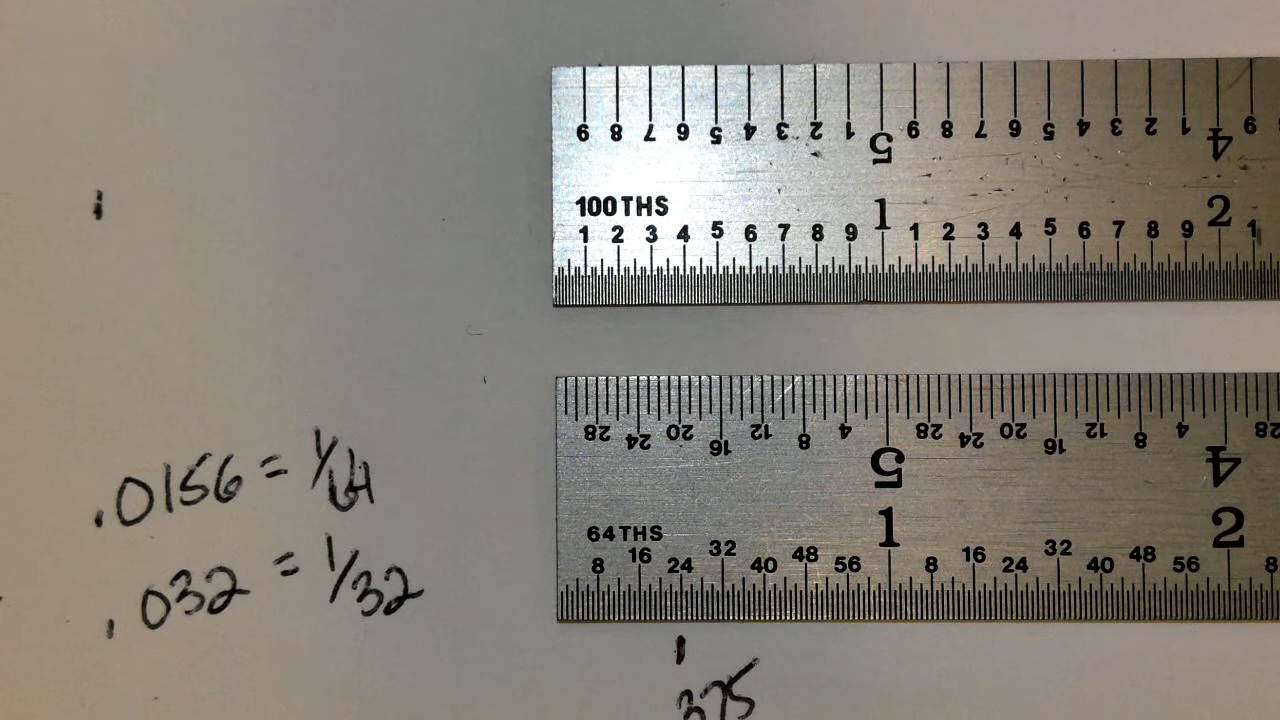 9 8 7 6 5 4 3 2 1 5 9 8 7 6 5 4 3 2 1 4 9
100THS 1 2
1 2 3 4 5 6 7 8 9 1 2 3 4 5 6 7 8 9 1
28 24 20 16 12 8 4 5 28 24 20 16 12 8 4 4 28
64THS 1 2
8 16 24 32 40 48 56 8 16 24 32 40 48 56 8
.0156 = 1/64
.032 = 1/32
.375